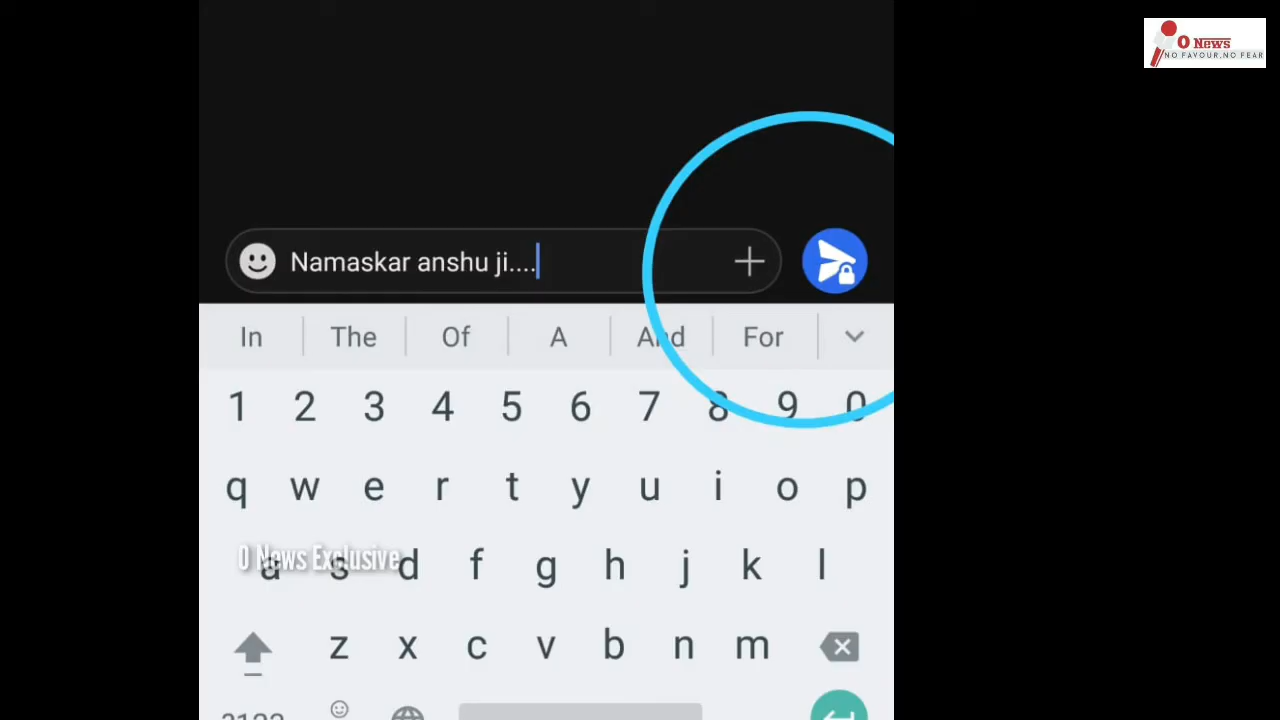 O News
NO FAVOUR,NO FEAR
Namaskar anshu ji....
In The Of A And For
1 2 3 4 5 6 7 8 9 0
q w e r t y u i o p
a s d f g h j k l
O News Exclusive
z x c v b n m